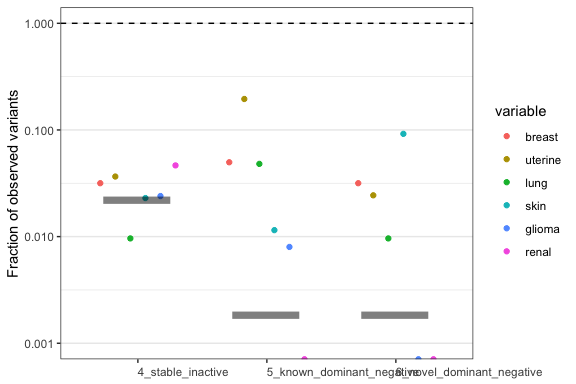 Fraction of observed variants
1.000
0.100
0.010
0.001
4_stable_inactive
5_known_dominant_negative
6_novel_dominant_negative
variable
breast
uterine
lung
skin
glioma
renal